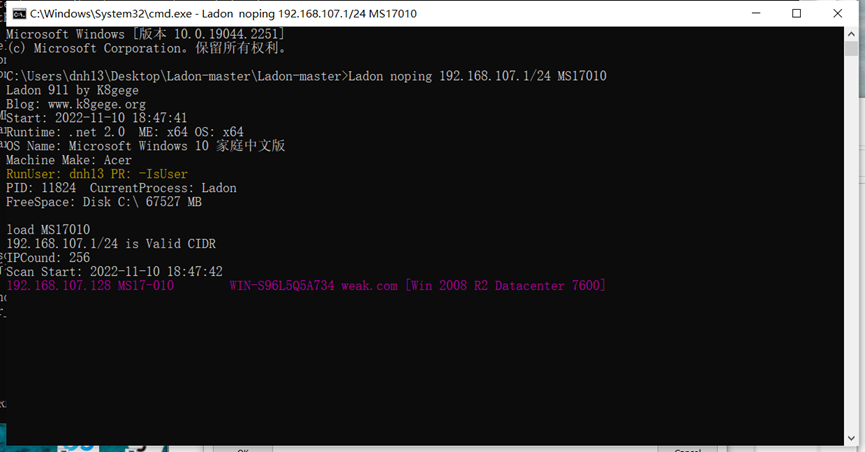 C:\Windows\System32\cmd.exe - Ladon noping 192.168.107.1/24 MS17010
Microsoft Windows [版本 10.0.19044.2251]
(c) Microsoft Corporation。保留所有权利。
C:\Users\dnh13\Desktop\Ladon-master\Ladon-master>Ladon noping 192.168.107.1/24 MS17010
Ladon 911 by K8gege
Blog: www.k8gege.org
Start: 2022-11-10 18:47:41
Runtime: .net 2.0  ME: x64 OS: x64
OS Name: Microsoft Windows 10 家庭中文版
Machine Make: Acer
RunUser: dnh13 PR: -IsUser
PID: 11824  CurrentProcess: Ladon
FreeSpace: Disk C:\ 67527 MB
load MS17010
192.168.107.1/24 is Valid CIDR
IPCound: 256
Scan Start: 2022-11-10 18:47:42
192.168.107.128 MS17-010        WIN-S96L5Q5A734 weak.com [Win 2008 R2 Datacenter 7600]